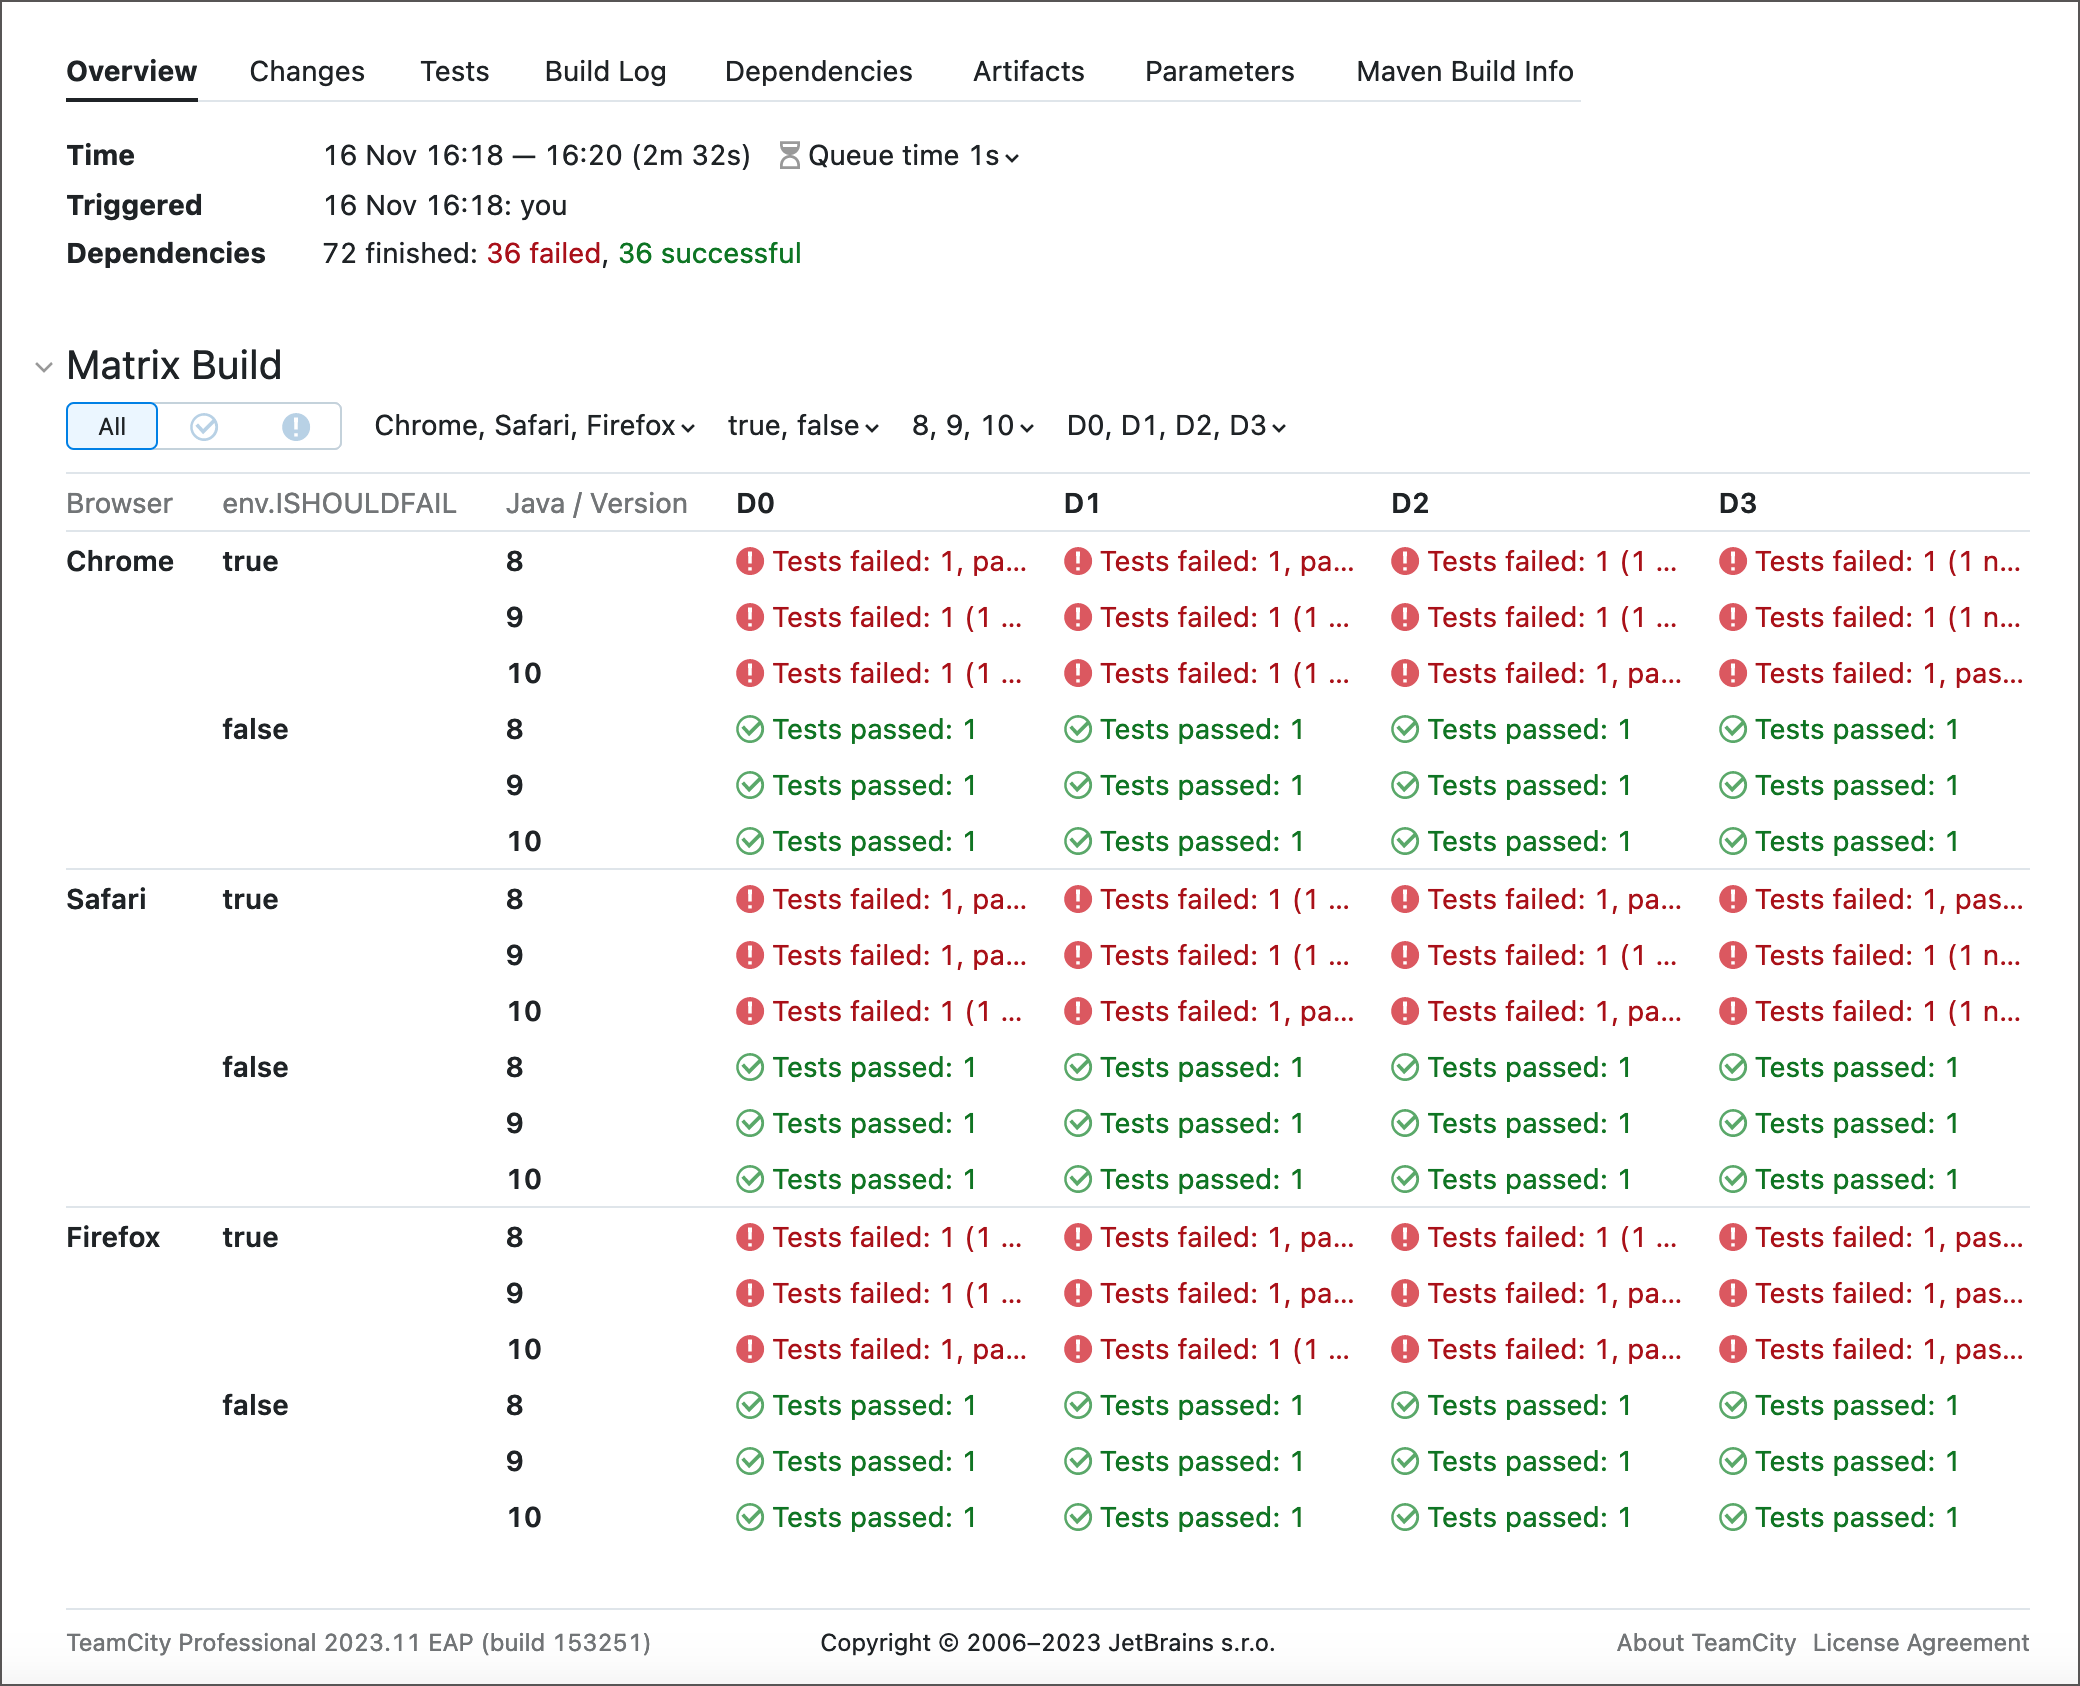 Overview Changes Tests Build Log Dependencies Artifacts Parameters Maven Build Info
Time 16 Nov 16:18 — 16:20 (2m 32s) Queue time 1s
Triggered 16 Nov 16:18: you
Dependencies 72 finished: 36 failed, 36 successful
Matrix Build
All Chrome, Safari, Firefox true, false 8, 9, 10 D0, D1, D2, D3
Browser env.ISHOULDFAIL Java / Version D0 D1 D2 D3
Chrome true 8 Tests failed: 1, pa... Tests failed: 1, pa... Tests failed: 1 (1 ... Tests failed: 1 (1 n...
9 Tests failed: 1 (1 ... Tests failed: 1 (1 ... Tests failed: 1 (1 ... Tests failed: 1 (1 n...
10 Tests failed: 1 (1 ... Tests failed: 1 (1 ... Tests failed: 1, pa... Tests failed: 1, pas...
false 8 Tests passed: 1 Tests passed: 1 Tests passed: 1 Tests passed: 1
9 Tests passed: 1 Tests passed: 1 Tests passed: 1 Tests passed: 1
10 Tests passed: 1 Tests passed: 1 Tests passed: 1 Tests passed: 1
Safari true 8 Tests failed: 1, pa... Tests failed: 1 (1 ... Tests failed: 1, pa... Tests failed: 1, pas...
9 Tests failed: 1, pa... Tests failed: 1 (1 ... Tests failed: 1 (1 ... Tests failed: 1 (1 n...
10 Tests failed: 1 (1 ... Tests failed: 1, pa... Tests failed: 1, pa... Tests failed: 1 (1 n...
false 8 Tests passed: 1 Tests passed: 1 Tests passed: 1 Tests passed: 1
9 Tests passed: 1 Tests passed: 1 Tests passed: 1 Tests passed: 1
10 Tests passed: 1 Tests passed: 1 Tests passed: 1 Tests passed: 1
Firefox true 8 Tests failed: 1 (1 ... Tests failed: 1, pa... Tests failed: 1 (1 ... Tests failed: 1, pas...
9 Tests failed: 1 (1 ... Tests failed: 1, pa... Tests failed: 1, pa... Tests failed: 1, pas...
10 Tests failed: 1, pa... Tests failed: 1 (1 ... Tests failed: 1, pa... Tests failed: 1, pas...
false 8 Tests passed: 1 Tests passed: 1 Tests passed: 1 Tests passed: 1
9 Tests passed: 1 Tests passed: 1 Tests passed: 1 Tests passed: 1
10 Tests passed: 1 Tests passed: 1 Tests passed: 1 Tests passed: 1
TeamCity Professional 2023.11 EAP (build 153251) Copyright © 2006–2023 JetBrains s.r.o. About TeamCity License Agreement